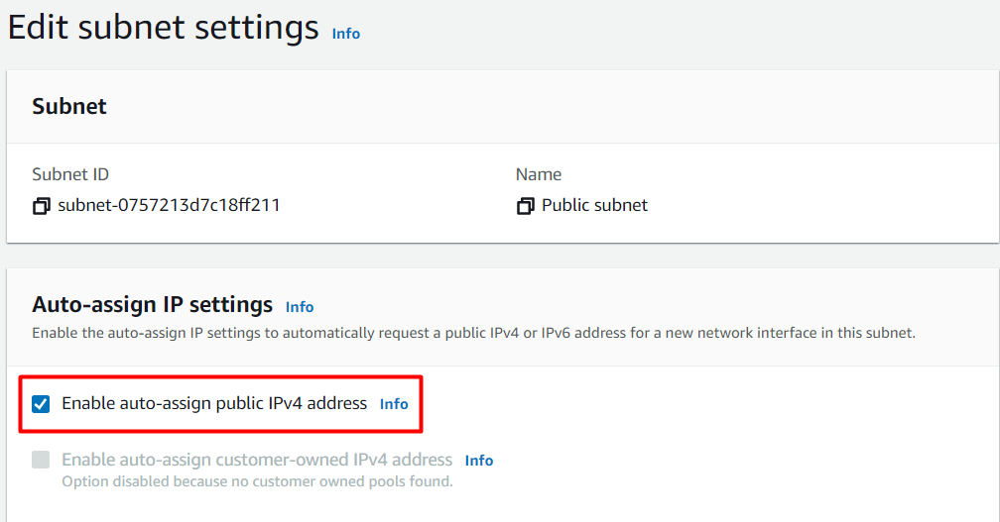 Edit subnet settings Info
Subnet
Subnet ID
Name
subnet-0757213d7c18ff211
Public subnet
Auto-assign IP settings Info
Enable the auto-assign IP settings to automatically request a public IPv4 or IPv6 address for a new network interface in this subnet.
Enable auto-assign public IPv4 address Info
Enable auto-assign customer-owned IPv4 address Info
Option disabled because no customer owned pools found.